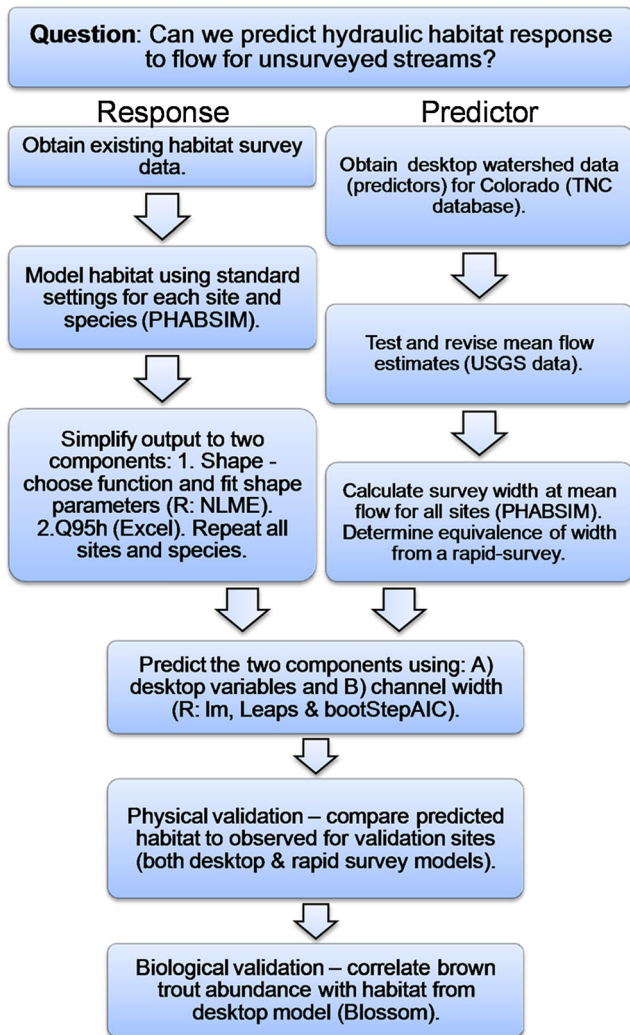 Question: Can we predict hydraulic habitat response
to flow for unsurveyed streams?
Response
Obtain existing habitat survey
data.
Model habitat using standard
settings for each site and
species (PHABSIM).
Simplify output to two
components: 1. Shape -
choose function and fit shape
parameters (R: NLME).
2.Q95h (Excel). Repeat all
sites and species.
Predictor
Obtain desktop watershed data
(predictors) for Colorado (TNC
database).
Test and revise mean flow
estimates (USGS data).
Calculate survey width at mean
flow for all sites (PHABSIM).
Determine equivalence of width
from a rapid-survey.
Predict the two components using: A)
desktop variables and B) channel width
(R: lm, Leaps & bootStepAIC).
Physical validation – compare predicted
habitat to observed for validation sites
(both desktop & rapid survey models).
Biological validation – correlate brown
trout abundance with habitat from
desktop model (Blossom).